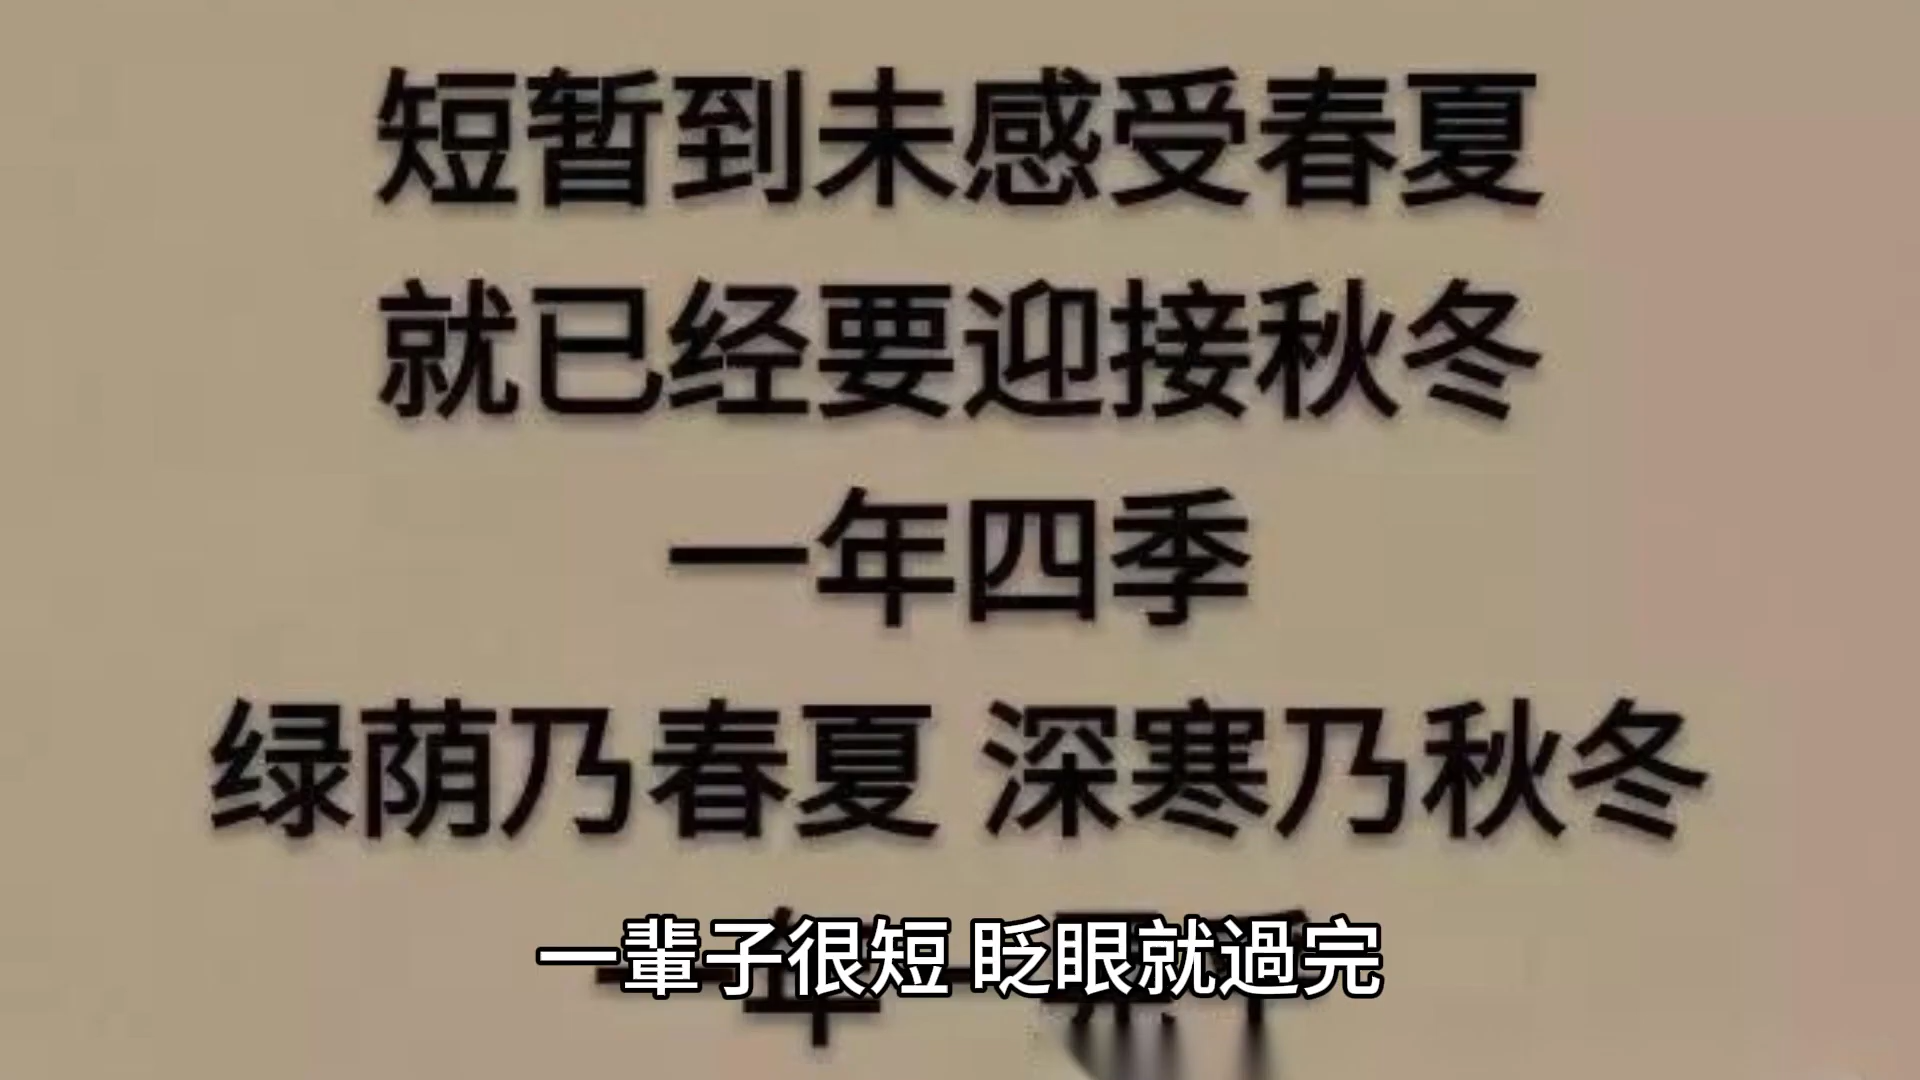 短暂到未感受春夏
就已经要迎接秋冬
一年四季
绿荫乃春夏 深寒乃秋冬
一輩子很短 眨眼就過完